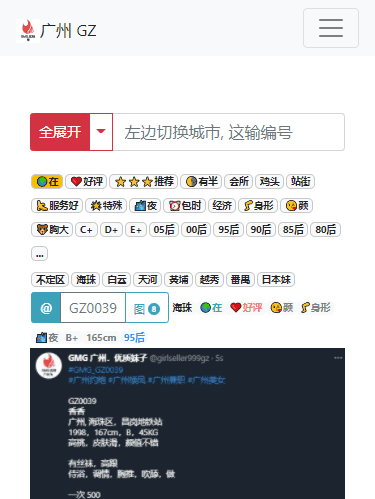 广州 GZ
全展开 左边切换城市, 这输编号
在 好评 推荐 有半 会所 鸡头 站街
服务好 特殊 夜 包时 经济 身形 颜
胸大 C+ D+ E+ 05后 00后 95后 90后 85后 80后
...
不定区 海珠 白云 天河 黄埔 越秀 番禺 日本妹
@ GZ0039 图 8 海珠 在 好评 颜 身形
夜 B+ 165cm 95后
GMG 广州．优质妹子 @girlseller999gz · 5s
#GMG_GZ0039
#广州约炮 #广州楼凤 #广州兼职 #广州美女
GZ0039
香香
广州, 海珠区，昌岗地铁站
1998，167cm，B，45KG
高挑，皮肤滑，颜值不错
有丝袜，高跟
侍浴，调情，胸推，吹舔，做
一次 500